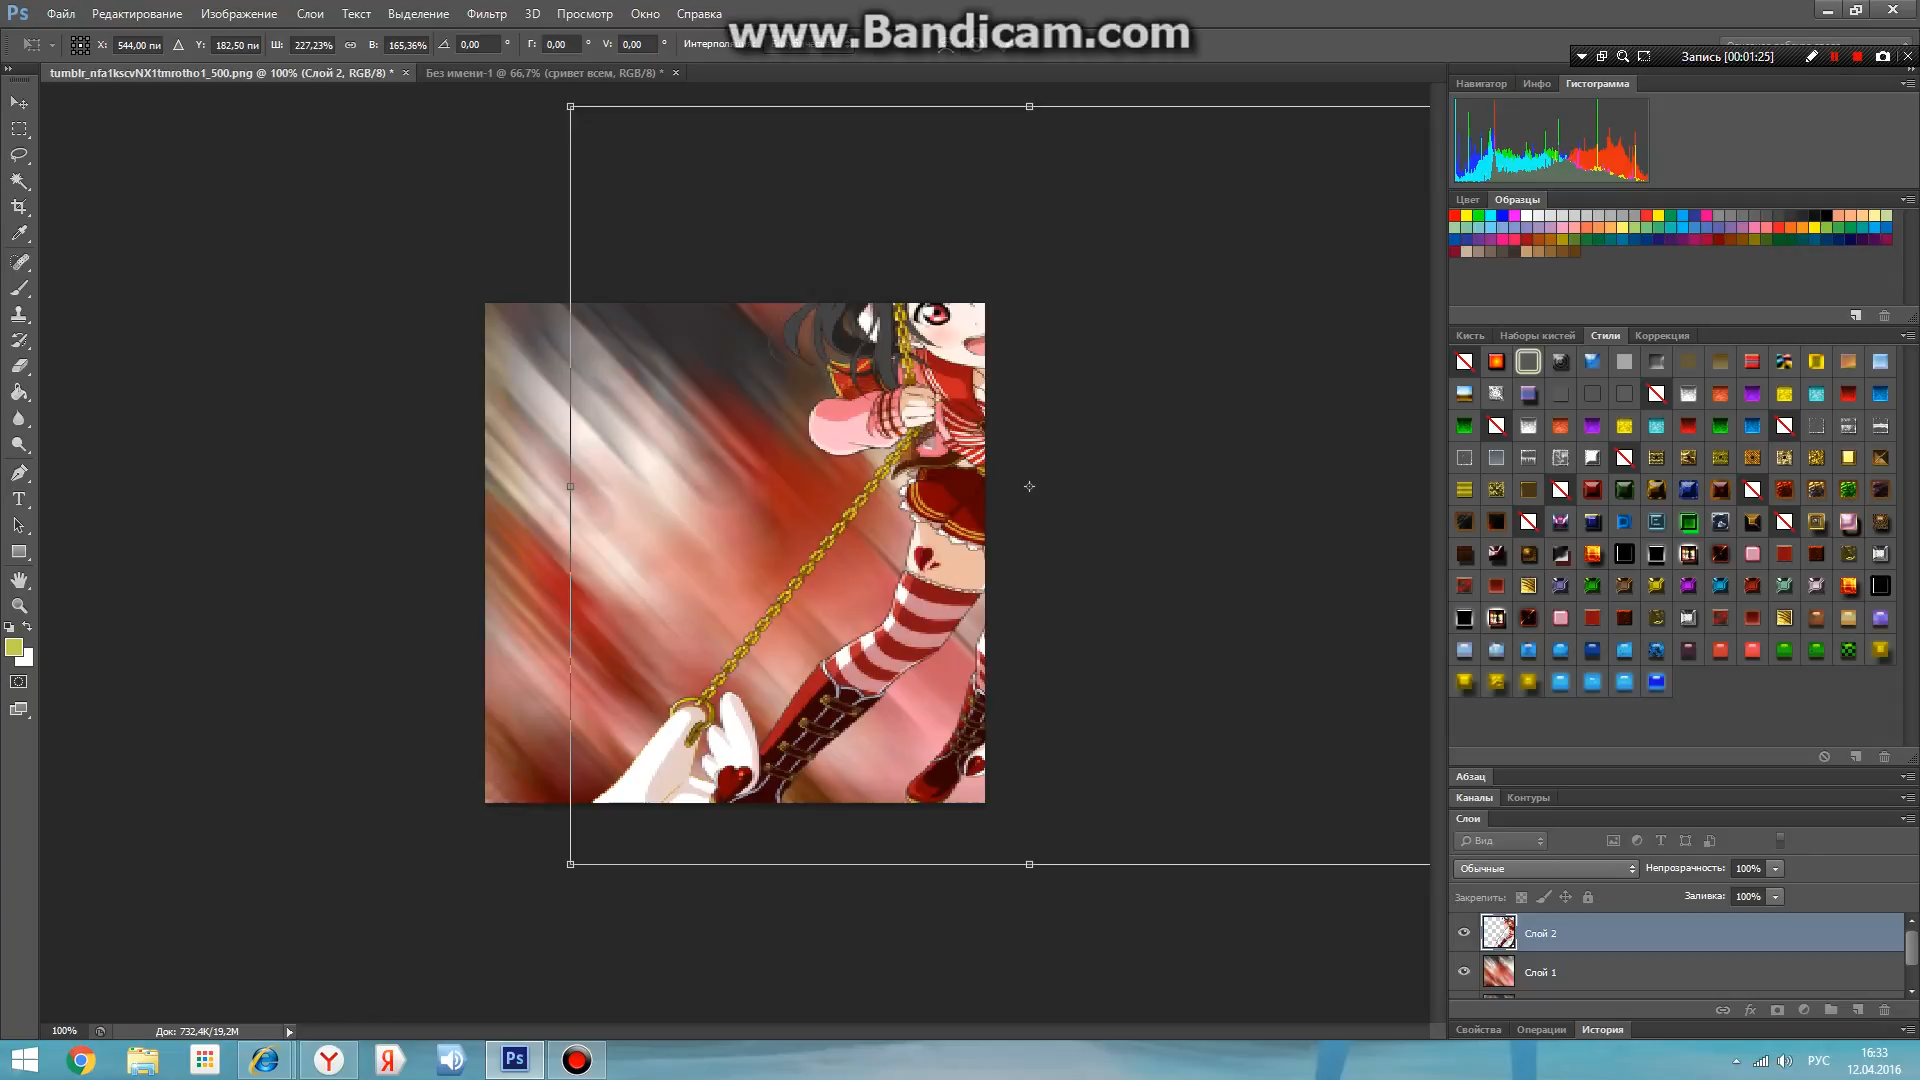 Файл Редактирование Изображение Слои Текст Выделение Фильтр 3D Просмотр Окно Справка
www.Bandicam.com
X: 544,00 пи Y: 182,50 пи Ш: 227,23% В: 165,36% 0,00 ° Г: 0,00 ° V: 0,00 °
Запись [00:01:25]
tumblr_nfa1kscvNX1tmrotho1_500.png @ 100% (Слой 2, RGB/8) * ×
Без имени-1 @ 66,7% (сривет всем, RGB/8) * ×
Навигатор Инфо Гистограмма
Цвет Образцы
Кисть Наборы кистей Стили Коррекция
Абзац
Каналы Контуры
Слои
Вид
Обычные Непрозрачность: 100%
Закрепить: Заливка: 100%
Слой 2
Слой 1
Свойства Операции История
100% Док: 732,4K/19,2M
РУС
16:33
12.04.2016